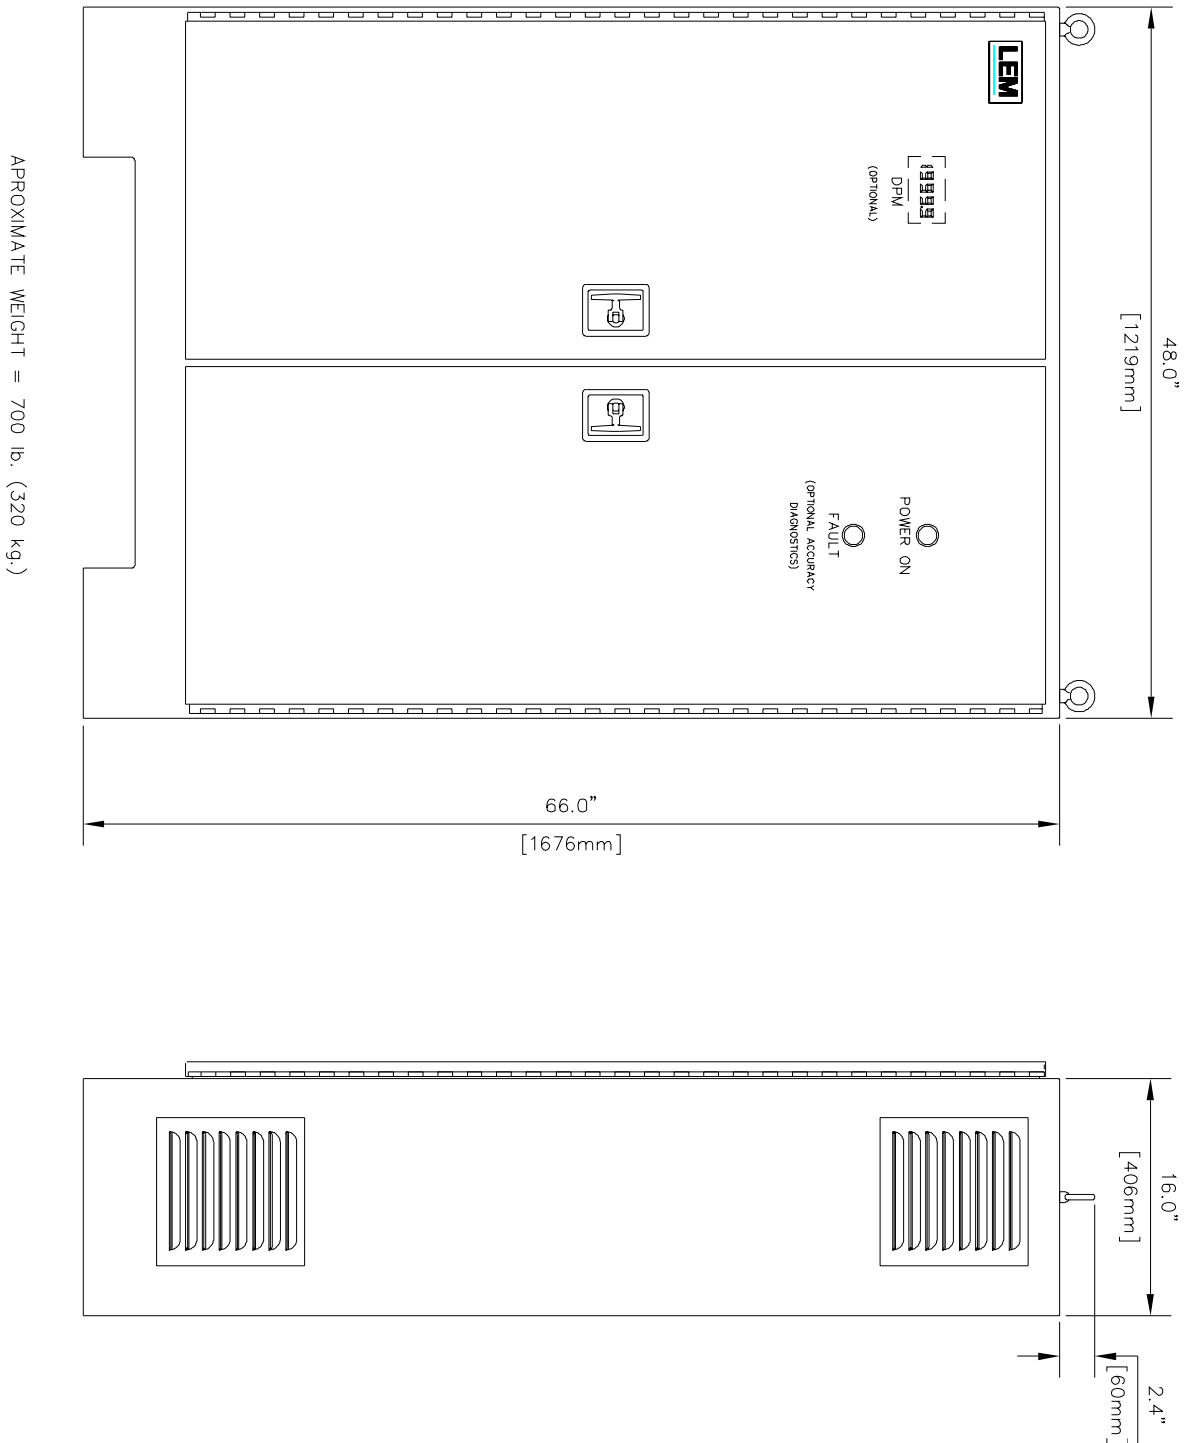 48.0"
[1219mm]
LEM
DPM
(OPTIONAL)
POWER ON
FAULT
(OPTIONAL ACCURACY
DIAGNOSTICS)
66.0"
[1676mm]
APROXIMATE WEIGHT = 700 lb. (320 kg.)
16.0"
[406mm]
2.4"
[60mm]